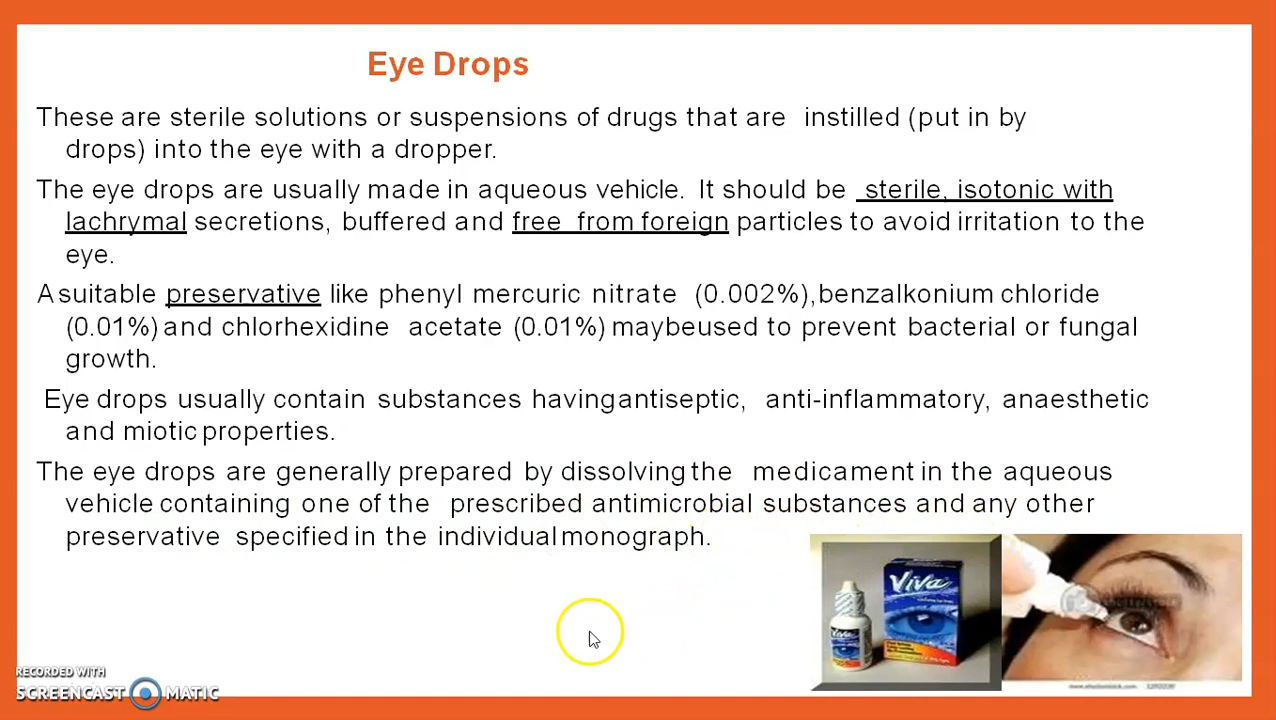 Eye Drops
These are sterile solutions or suspensions of drugs that are instilled (put in by
drops) into the eye with a dropper.
The eye drops are usually made in aqueous vehicle. It should be sterile, isotonic with
lachrymal secretions, buffered and free from foreign particles to avoid irritation to the
eye.
A suitable preservative like phenyl mercuric nitrate (0.002%),benzalkonium chloride
(0.01%) and chlorhexidine acetate (0.01%) maybeused to prevent bacterial or fungal
growth.
Eye drops usually contain substances havingantiseptic, anti-inflammatory, anaesthetic
and miotic properties.
The eye drops are generally prepared by dissolving the medicament in the aqueous
vehicle containing one of the prescribed antimicrobial substances and any other
preservative specified in the individual monograph.
Viva
Viva
RECORDED WITH
SCREENCAST MATIC